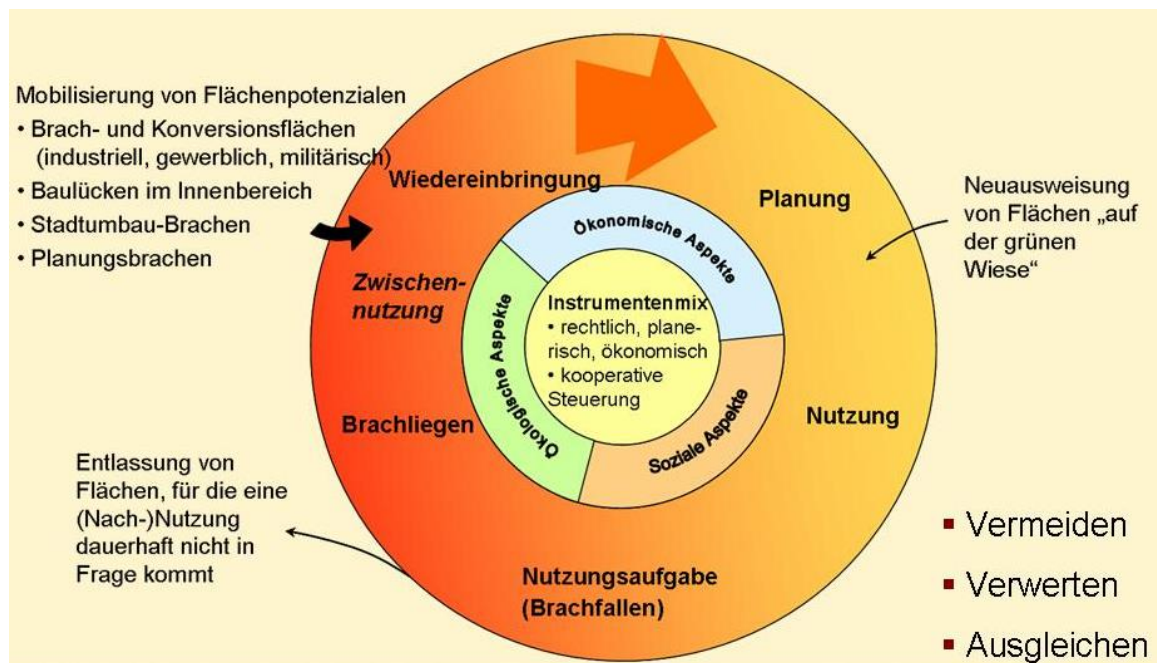 Mobilisierung von Flächenpotenzialen
• Brach- und Konversionsflächen
(industriell, gewerblich, militärisch)
• Baulücken im Innenbereich
• Stadtumbau-Brachen
• Planungsbrachen
Wiedereinbringung
Planung
Neuausweisung
von Flächen „auf
der grünen
Wiese“
Zwischen-
nutzung
Ökonomische Aspekte
Ökologische Aspekte
Soziale Aspekte
Instrumentenmix
• rechtlich, plane-
risch, ökonomisch
• kooperative
Steuerung
Brachliegen
Nutzung
Entlassung von
Flächen, für die eine
(Nach-)Nutzung
dauerhaft nicht in
Frage kommt
Nutzungsaufgabe
(Brachfallen)
▪ Vermeiden
▪ Verwerten
▪ Ausgleichen